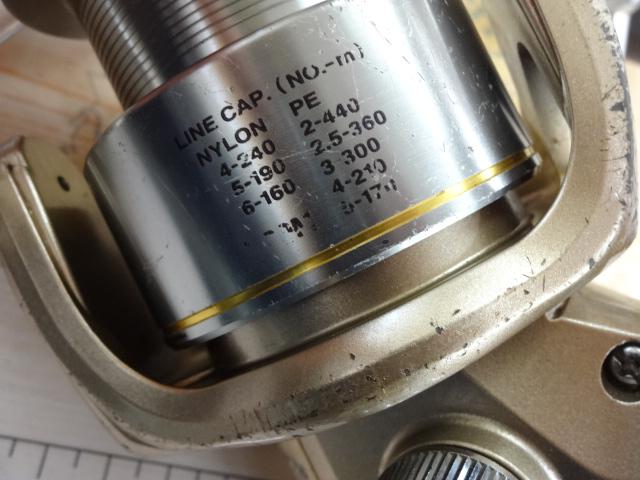 LINE CAP. (NO.-m)
NYLON PE
4-240 2-440
5-190 2.5-360
6-160 3-300
4-210